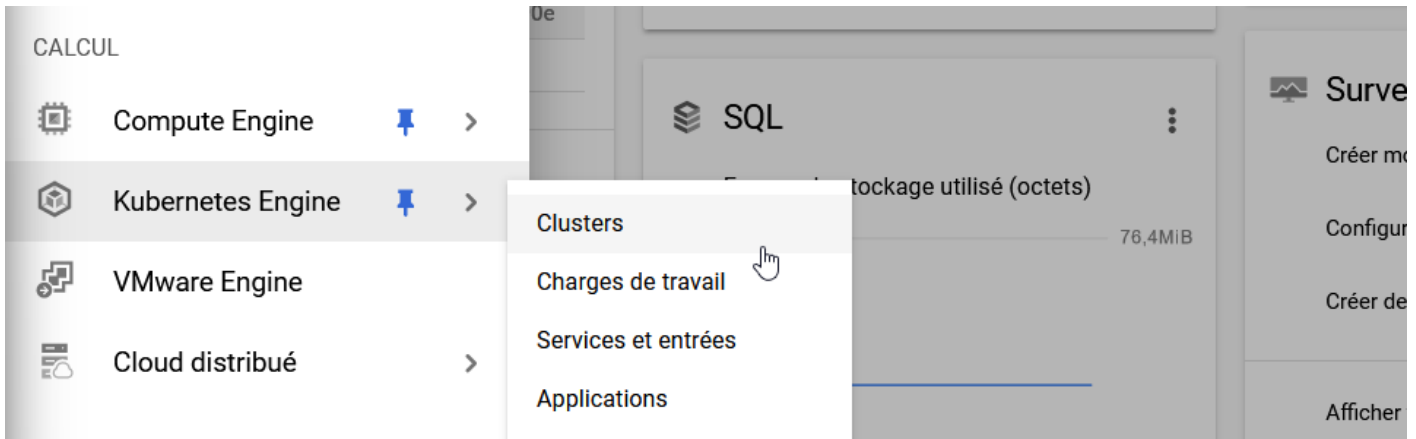 CALCUL
Compute Engine
Kubernetes Engine
VMware Engine
Cloud distribué
Clusters
Charges de travail
Services et entrées
Applications
0e
SQL
tockage utilisé (octets)
76,4MiB
Surve
Créer mo
Configur
Créer de
Afficher